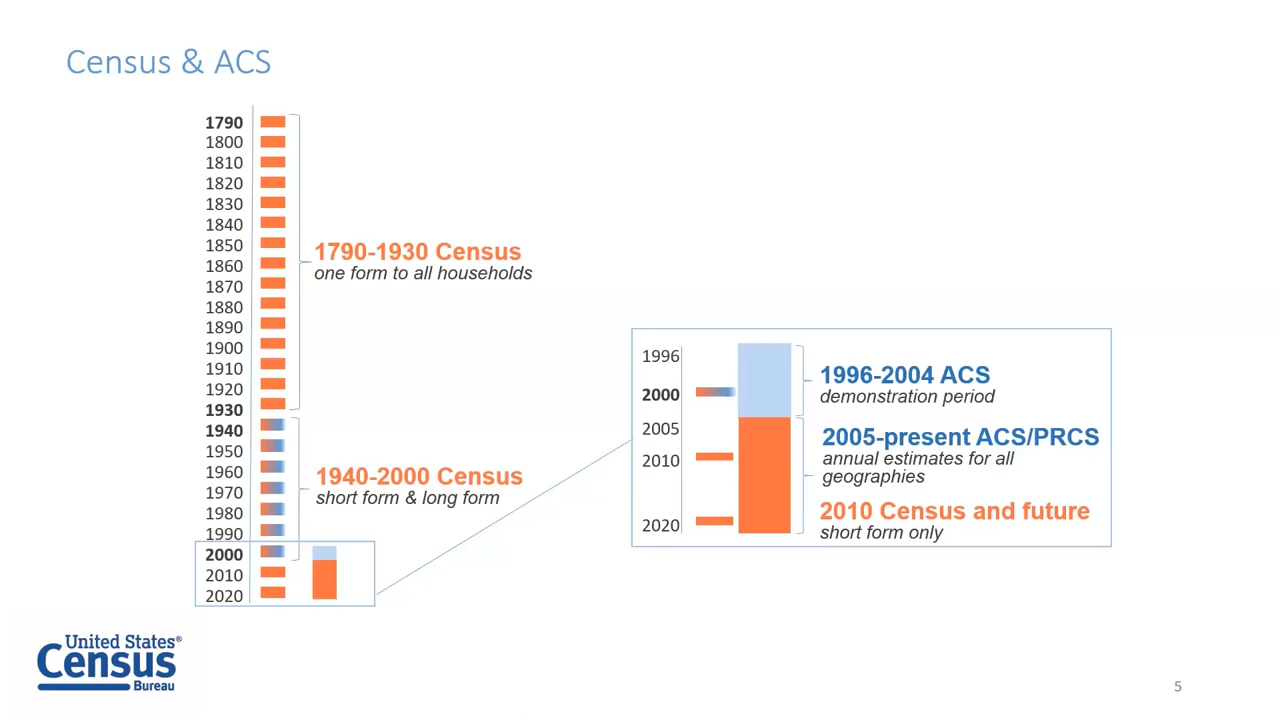 Census & ACS
1790
1800
1810
1820
1830
1840
1850
1860
1870
1880
1890
1900
1910
1920
1930
1940
1950
1960
1970
1980
1990
2000
2010
2020
1790-1930 Census
one form to all households
1940-2000 Census
short form & long form
1996
2000
2005
2010
2020
1996-2004 ACS
demonstration period
2005-present ACS/PRCS
annual estimates for all
geographies
2010 Census and future
short form only
United States®
Census
Bureau
5